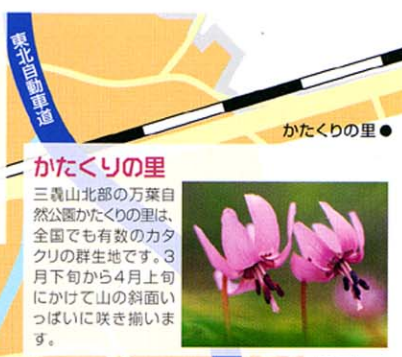 東北自動車道
かたくりの里●
かたくりの里
三毳山北部の万葉自
然公園かたくりの里は、
全国でも有数のカタ
クリの群生地です。3
月下旬から4月上旬
にかけて山の斜面い
っぱいに咲き揃いま
す。